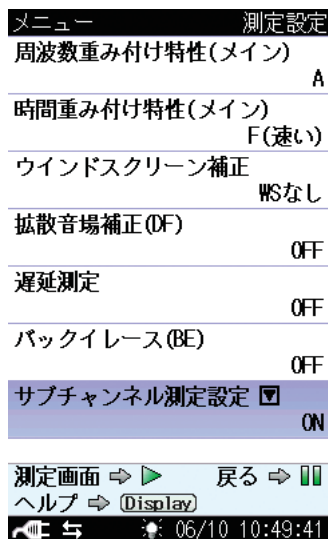 メニュー 測定設定
周波数重み付け特性(メイン)
A
時間重み付け特性(メイン)
F(速い)
ウインドスクリーン補正
WSなし
拡散音場補正(DF)
OFF
遅延測定
OFF
バックイレース(BE)
OFF
サブチャンネル測定設定 ▼
ON
測定画面 ⇨ ▷ 戻る ⇨ ▯▯
ヘルプ ⇨ Display
06/10 10:49:41